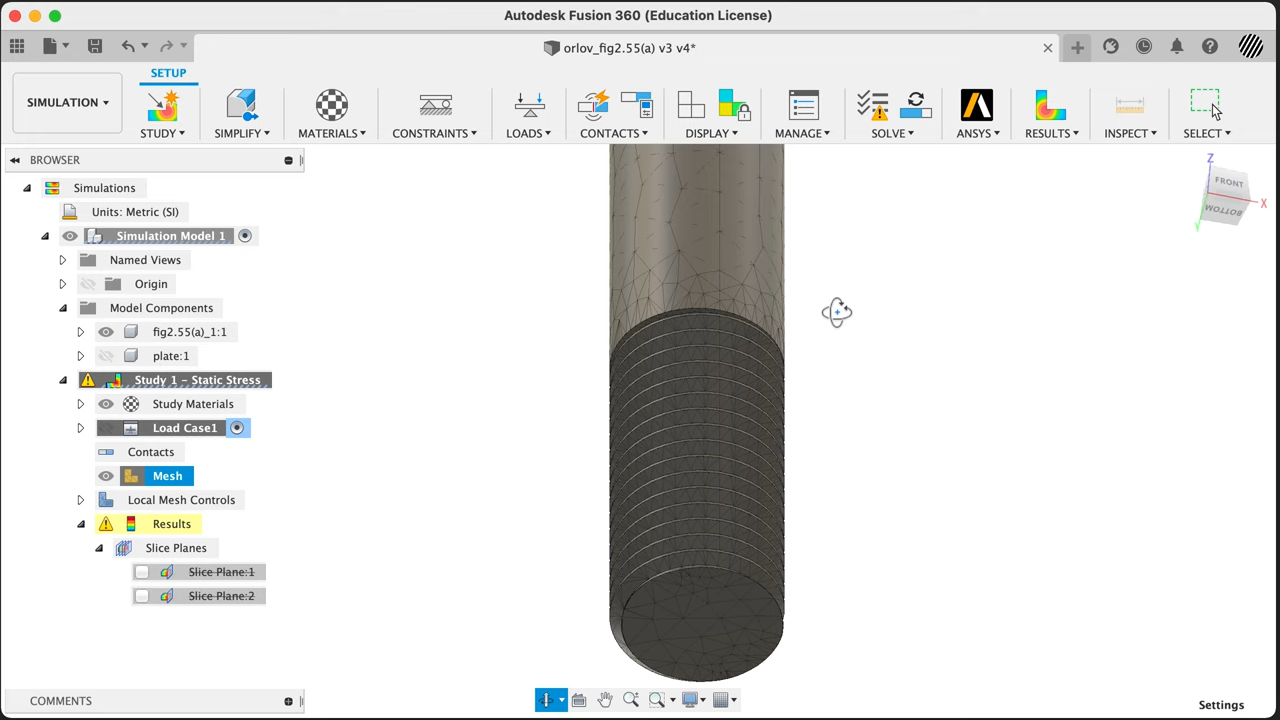 Autodesk Fusion 360 (Education License)
orlov_fig2.55(a) v3 v4*
SETUP
SIMULATION
STUDY
SIMPLIFY
MATERIALS
CONSTRAINTS
LOADS
CONTACTS
DISPLAY
MANAGE
SOLVE
ANSYS
RESULTS
INSPECT
SELECT
BROWSER
Simulations
Units: Metric (SI)
Simulation Model 1
Named Views
Origin
Model Components
fig2.55(a)_1:1
plate:1
Study 1 - Static Stress
Study Materials
Load Case1
Contacts
Mesh
Local Mesh Controls
Results
Slice Planes
Slice Plane:1
Slice Plane:2
Z
FRONT
X
BOTTOM
Y
COMMENTS
Settings